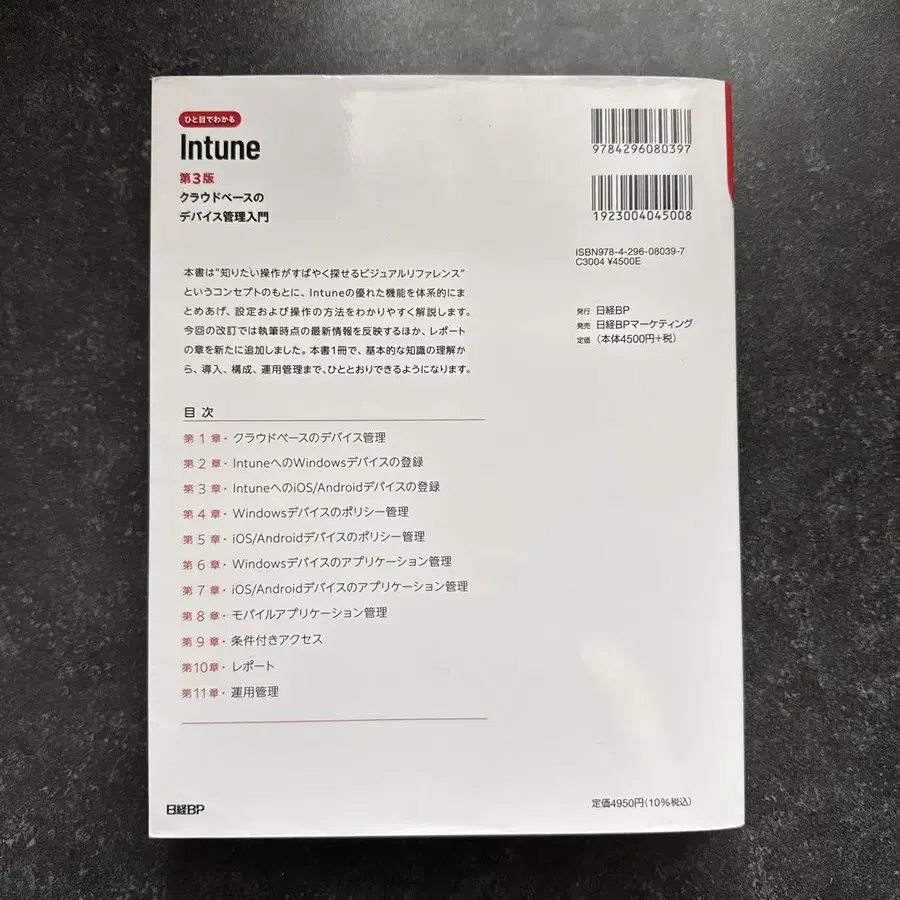 ひと目でわかる
Intune
第3版
クラウドベースの
デバイス管理入門
9784296080397
1923004045008
ISBN978-4-296-08039-7
C3004 ¥4500E
発行 日経BP
発売 日経BPマーケティング
定価 (本体4500円+税)
本書は“知りたい操作がすばやく探せるビジュアルリファレンス”
というコンセプトのもとに、Intuneの優れた機能を体系的にま
とめあげ、設定および操作の方法をわかりやすく解説します。
今回の改訂では執筆時点の最新情報を反映するほか、レポート
の章を新たに追加しました。本書1冊で、基本的な知識の理解か
ら、導入、構成、運用管理まで、ひととおりできるようになります。
目 次
第 1 章・クラウドベースのデバイス管理
第 2 章・IntuneへのWindowsデバイスの登録
第 3 章・IntuneへのiOS/Androidデバイスの登録
第 4 章・Windowsデバイスのポリシー管理
第 5 章・iOS/Androidデバイスのポリシー管理
第 6 章・Windowsデバイスのアプリケーション管理
第 7 章・iOS/Androidデバイスのアプリケーション管理
第 8 章・モバイルアプリケーション管理
第 9 章・条件付きアクセス
第10章・レポート
第11章・運用管理
日経BP
定価4950円(10%税込)